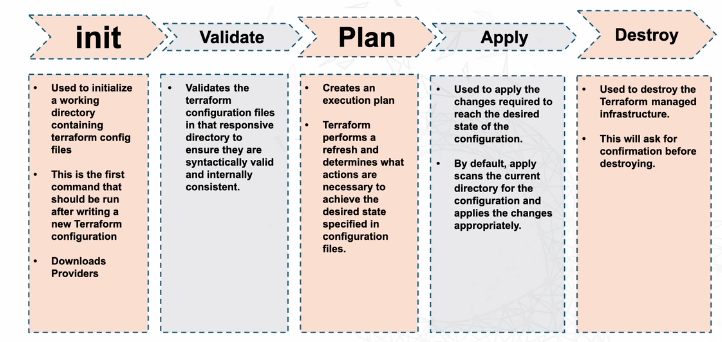 init
Validate
Plan
Apply
Destroy
• Used to initialize
a working
directory
containing
terraform config
files
• This is the first
command that
should be run
after writing a
new Terraform
configuration
• Downloads
Providers
• Validates the
terraform
configuration files
in that responsive
directory to
ensure they are
syntactically valid
and internally
consistent.
• Creates an
execution plan
• Terraform
performs a
refresh and
determines what
actions are
necessary to
achieve the
desired state
specified in
configuration
files.
• Used to apply the
changes required to
reach the desired
state of the
configuration.
• By default, apply
scans the current
directory for the
configuration and
applies the changes
appropriately.
• Used to destroy the
Terraform managed
infrastructure.
• This will ask for
confirmation before
destroying.